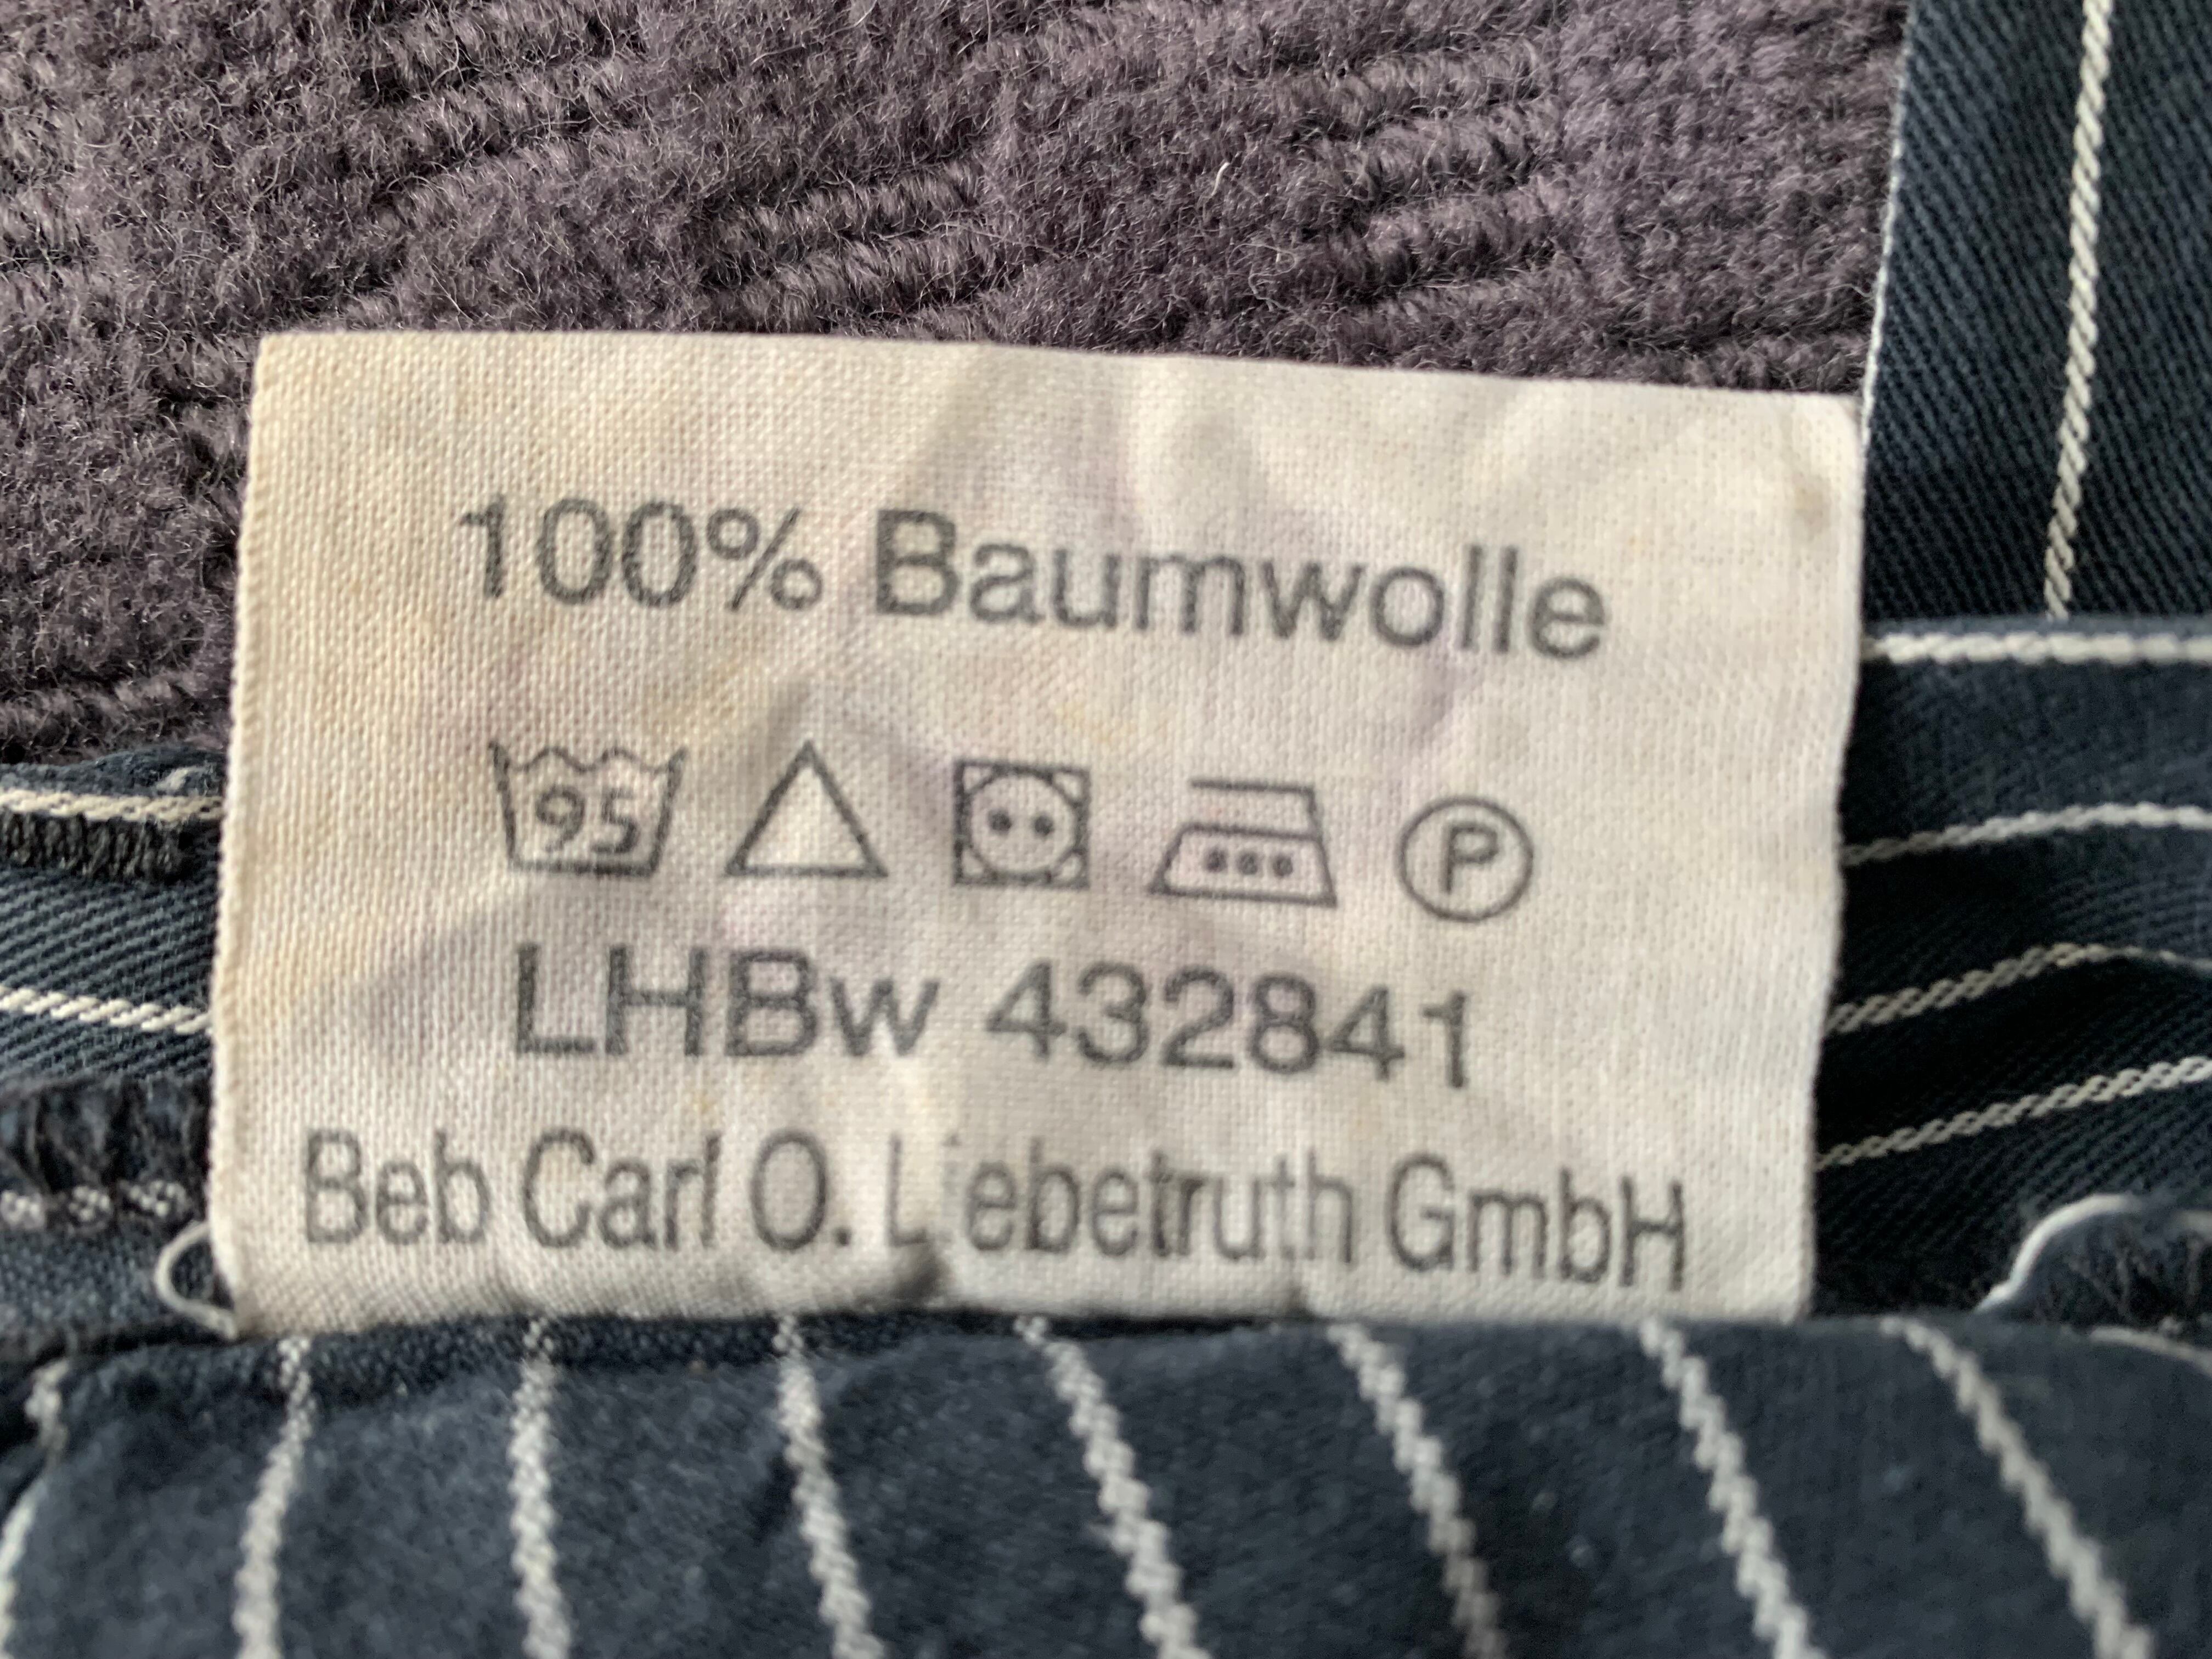 100% Baumwolle
95 P
LHBw 432841
Beb Carl O. Liebetruth GmbH